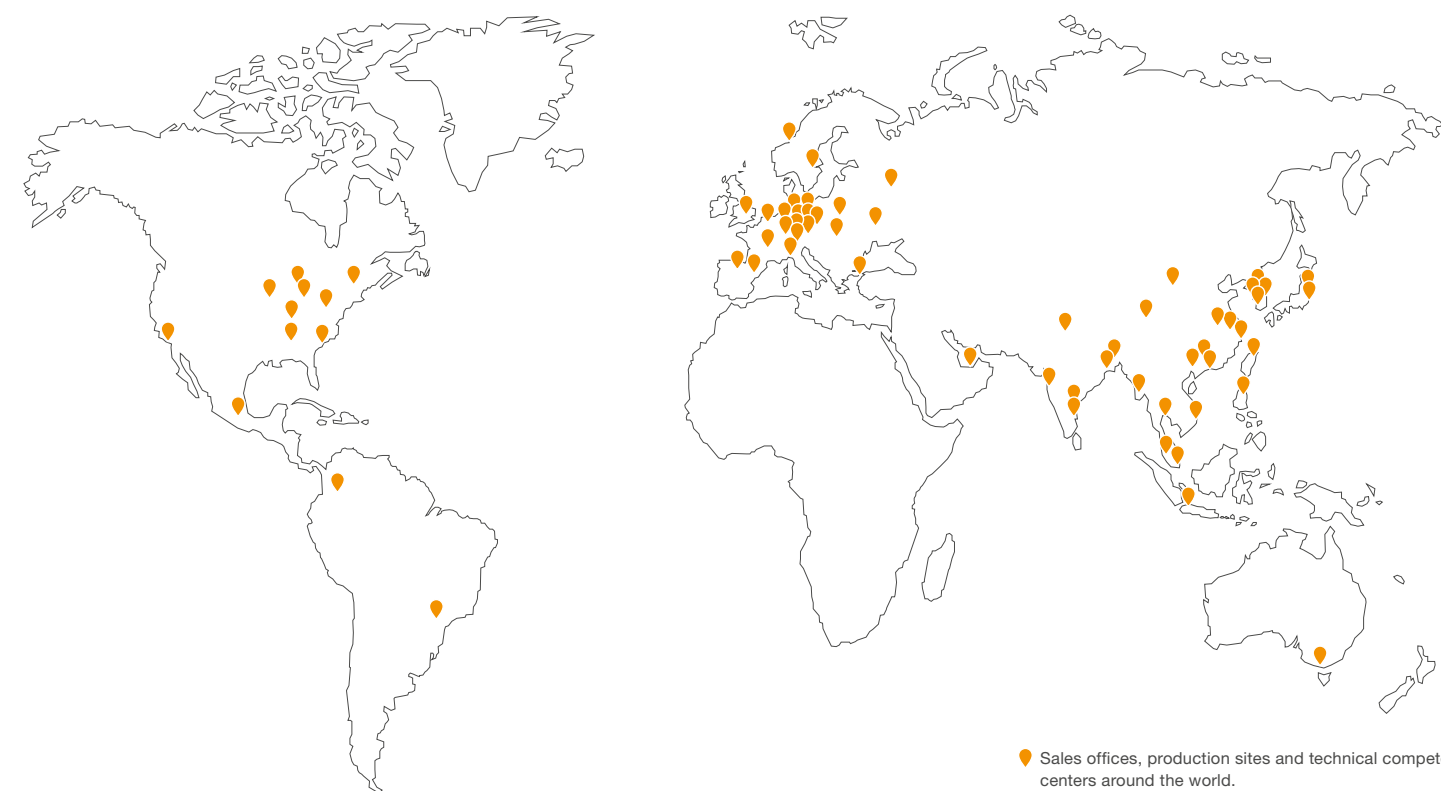 Sales offices, production sites and technical compet
centers around the world.